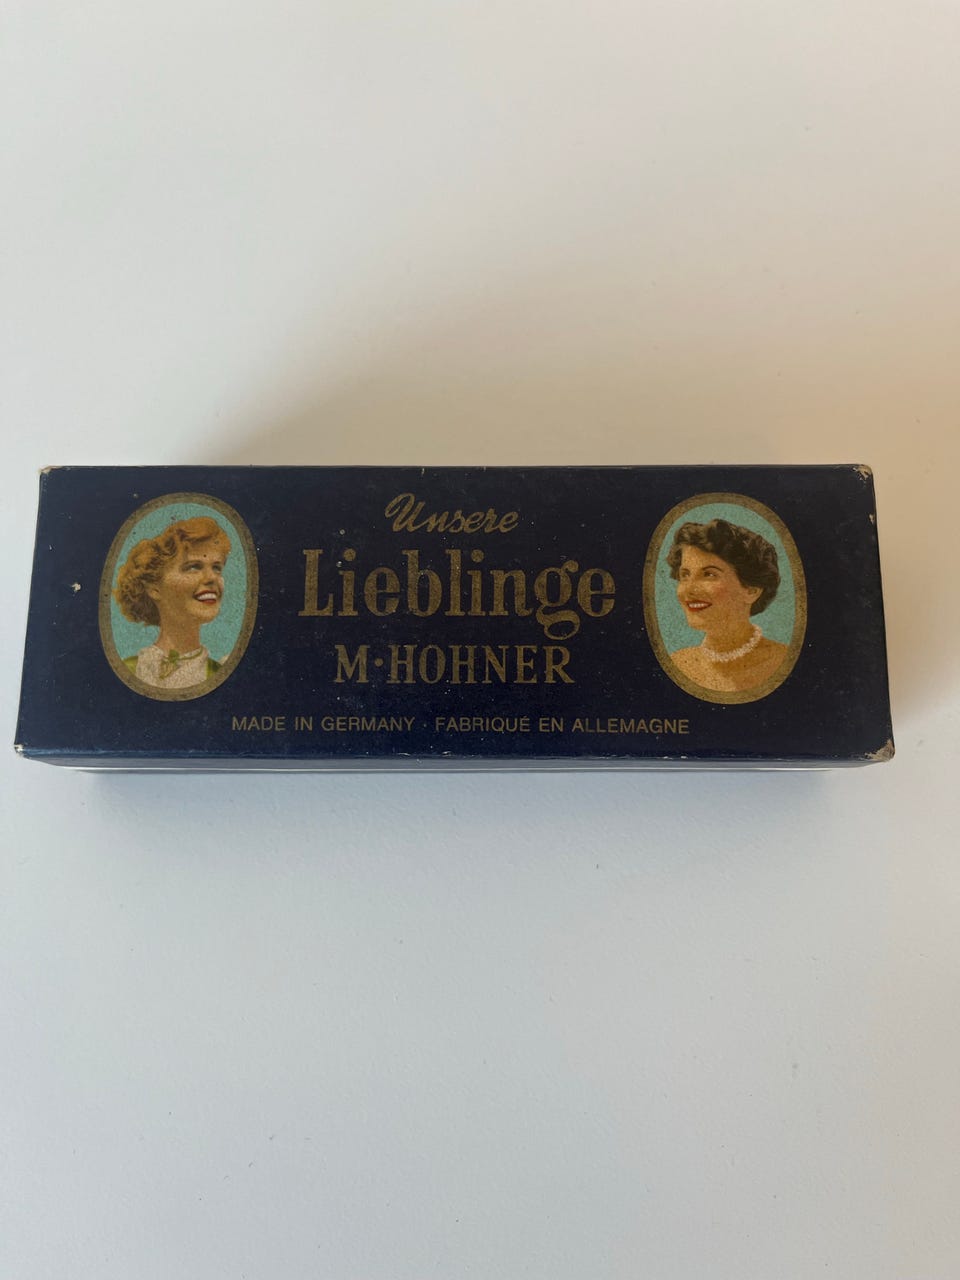 Unsere
Lieblinge
M·HOHNER
MADE IN GERMANY · FABRIQUÉ EN ALLEMAGNE